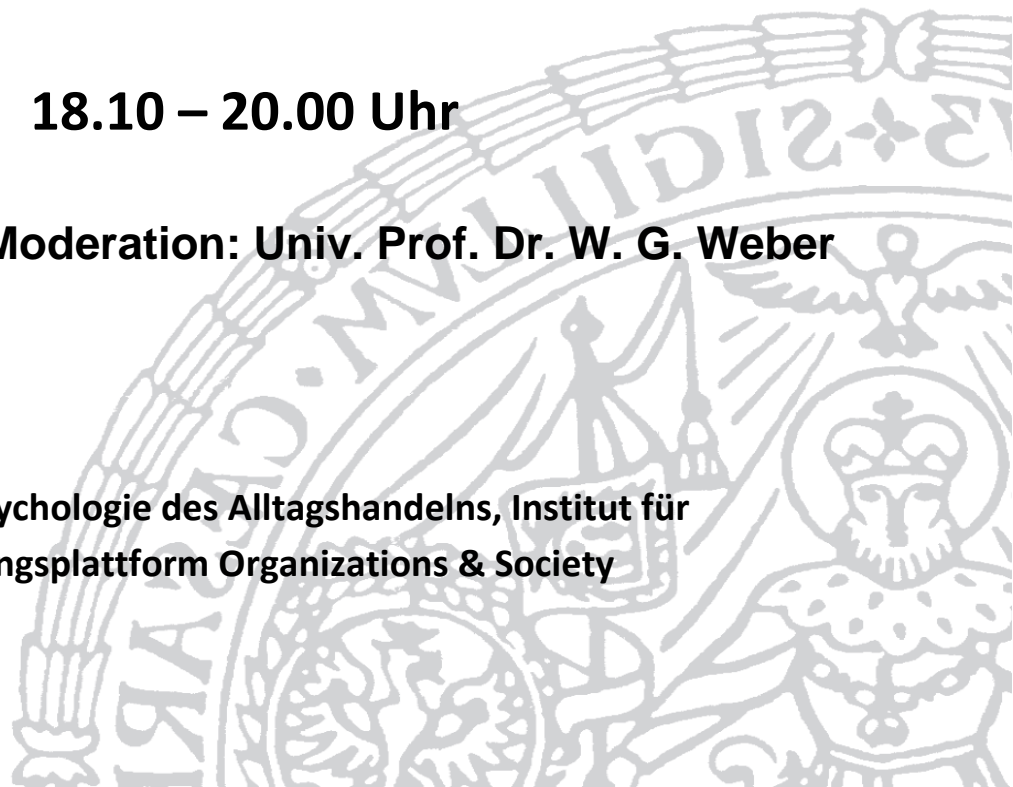 18.10 – 20.00 Uhr
Moderation: Univ. Prof. Dr. W. G. Weber
ychologie des Alltagshandelns, Institut für
ngsplattform Organizations & Society